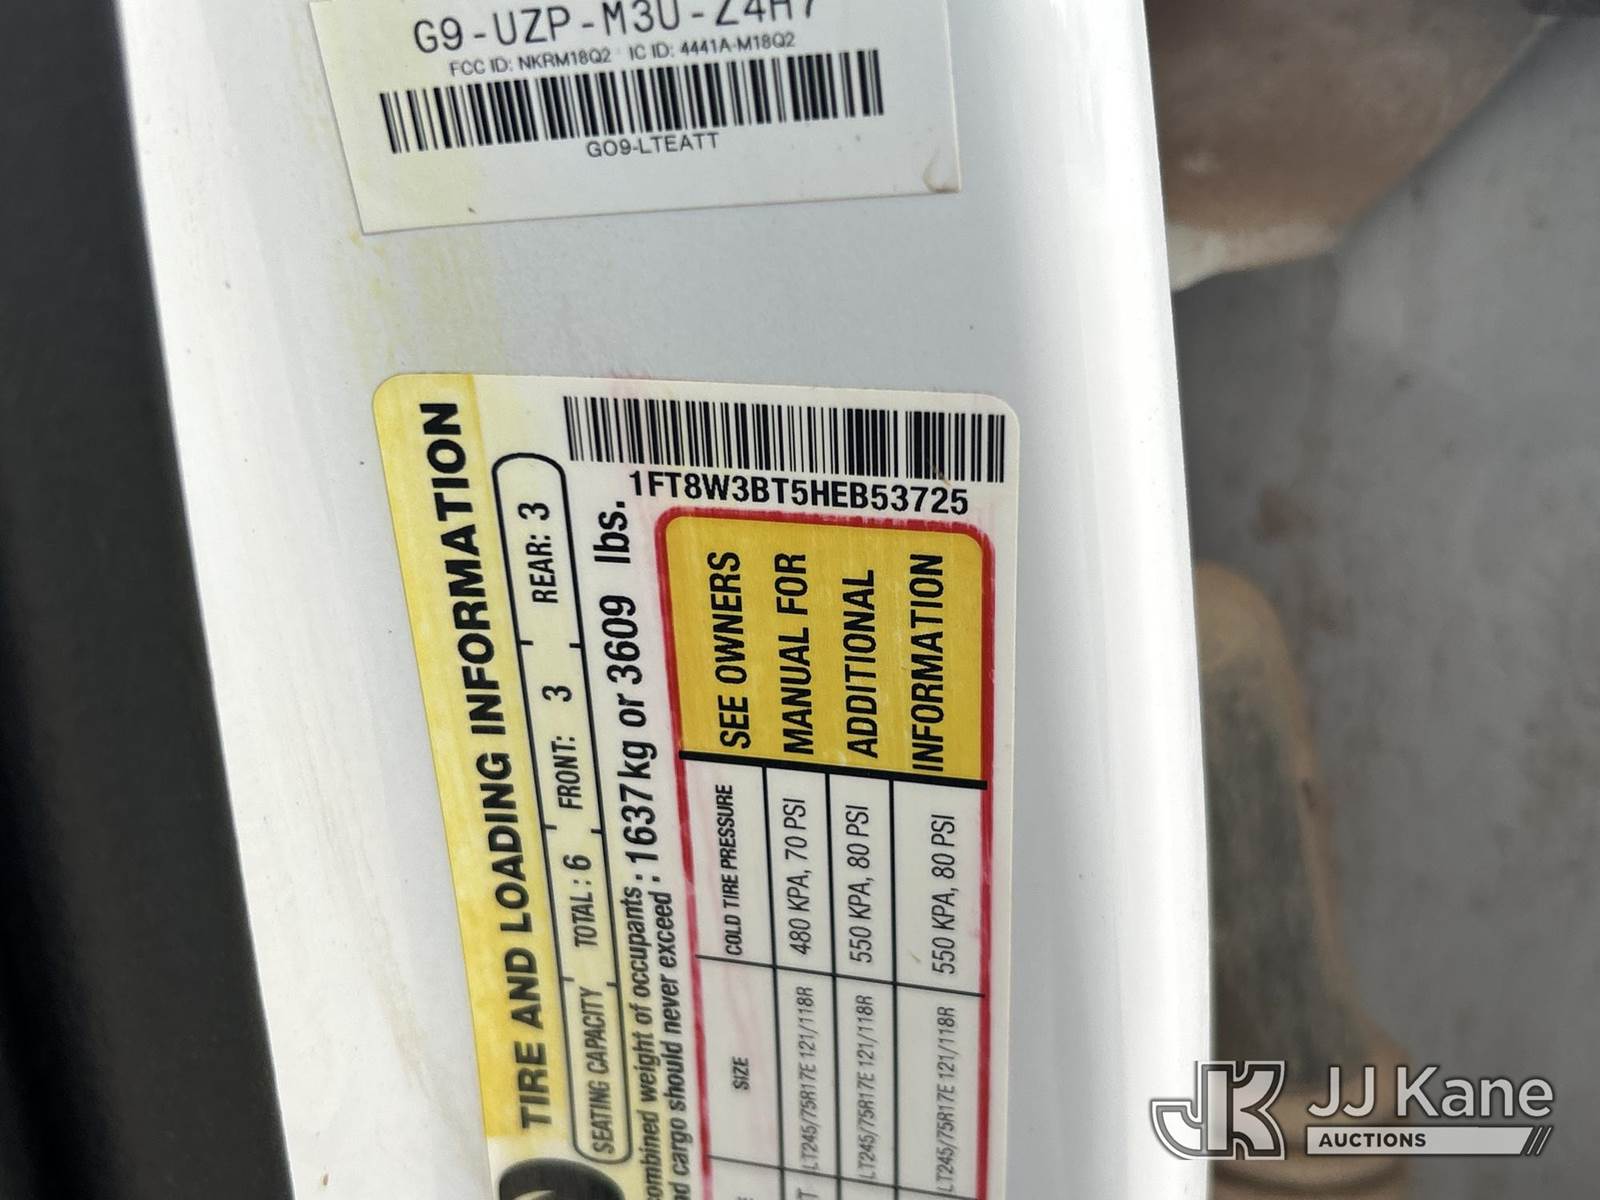 G9-UZP-M3U-Z4H7
FCC ID: NKRM18Q2 IC ID: 4441A-M18Q2
GO9-LTEATT
TIRE AND LOADING INFORMATION
SEATING CAPACITY TOTAL : 6 FRONT: 3 REAR: 3
combined weight of occupants : 1637 kg or 3609 lbs.
cargo should never exceed :
1FT8W3BT5HEB53725
SIZE COLD TIRE PRESSURE
LT245/75R17E 121/118R 480 KPA, 70 PSI
LT245/75R17E 121/118R 550 KPA, 80 PSI
LT245/75R17E 121/118R 550 KPA, 80 PSI
SEE OWNERS
MANUAL FOR
ADDITIONAL
INFORMATION
JK JJ Kane
AUCTIONS